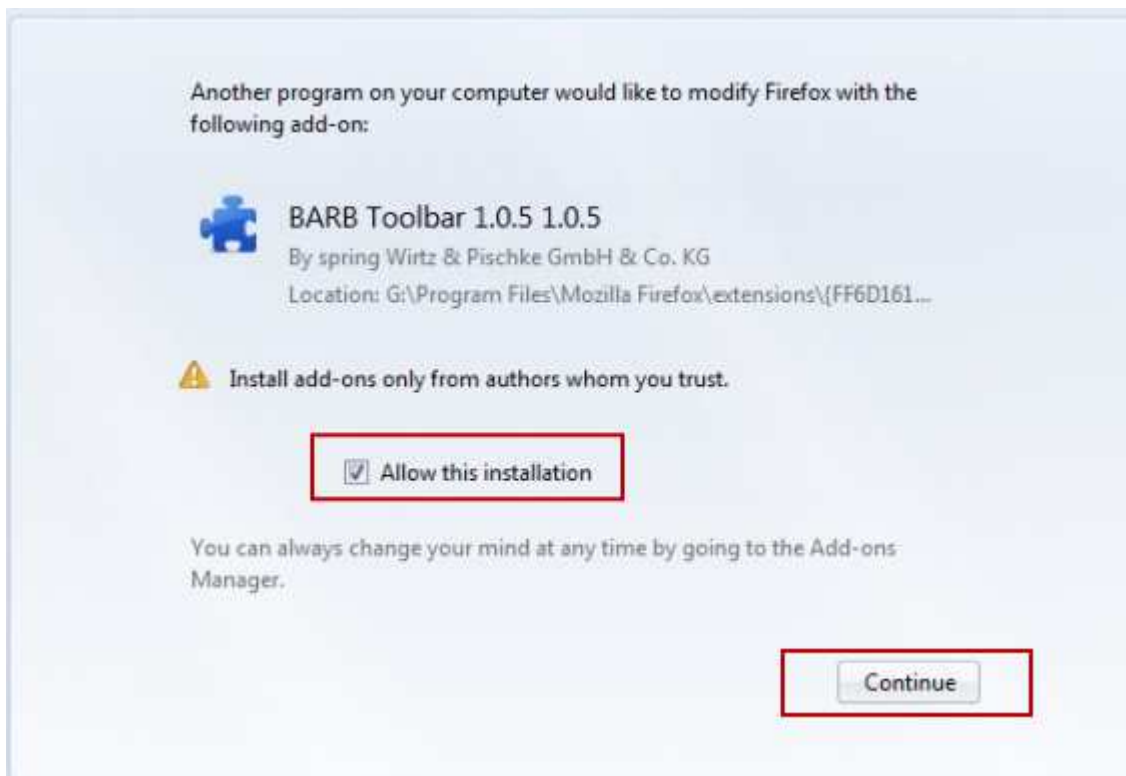 Another program on your computer would like to modify Firefox with the
following add-on:
BARB Toolbar 1.0.5 1.0.5
By spring Wirtz & Pischke GmbH & Co. KG
Location: G:\Program Files\Mozilla Firefox\extensions\{FF6D161...
Install add-ons only from authors whom you trust.
Allow this installation
You can always change your mind at any time by going to the Add-ons
Manager.
Continue